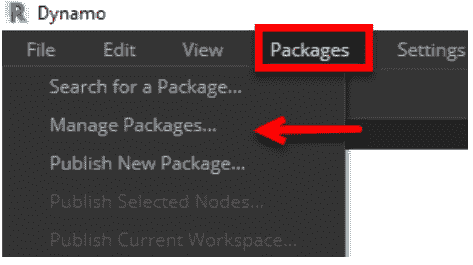 R Dynamo
File Edit View Packages Settings
Search for a Package...
Manage Packages...
Publish New Package...
Publish Selected Nodes...
Publish Current Workspace...